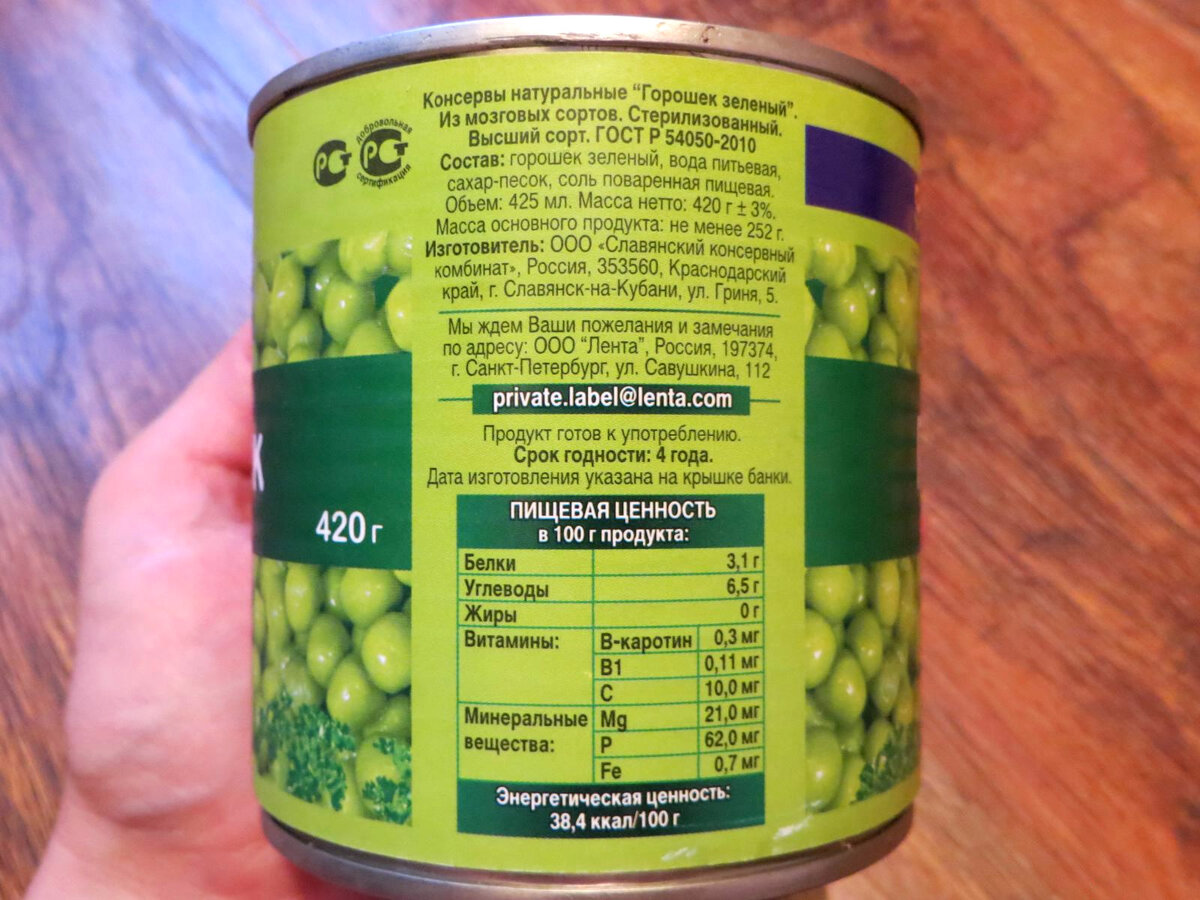 Консервы натуральные "Горошек зеленый".
Из мозговых сортов. Стерилизованный.
Высший сорт. ГОСТ Р 54050-2010
Состав: горошек зеленый, вода питьевая,
сахар-песок, соль поваренная пищевая.
Объем: 425 мл. Масса нетто: 420 г ± 3%.
Масса основного продукта: не менее 252 г.
Изготовитель: ООО «Славянский консервный
комбинат», Россия, 353560, Краснодарский
край, г. Славянск-на-Кубани, ул. Гриня, 5.
РСТ
Добровольная
РСТ
сертификация
Мы ждем Ваши пожелания и замечания
по адресу: ООО "Лента", Россия, 197374,
г. Санкт-Петербург, ул. Савушкина, 112
private.label@lenta.com
Продукт готов к употреблению.
Срок годности: 4 года.
Дата изготовления указана на крышке банки.
К
420 г
ПИЩЕВАЯ ЦЕННОСТЬ
в 100 г продукта:
Белки 3,1 г
Углеводы 6,5 г
Жиры 0 г
Витамины: В-каротин 0,3 мг
В1 0,11 мг
С 10,0 мг
Минеральные вещества: Mg 21,0 мг
P 62,0 мг
Fe 0,7 мг
Энергетическая ценность:
38,4 ккал/100 г